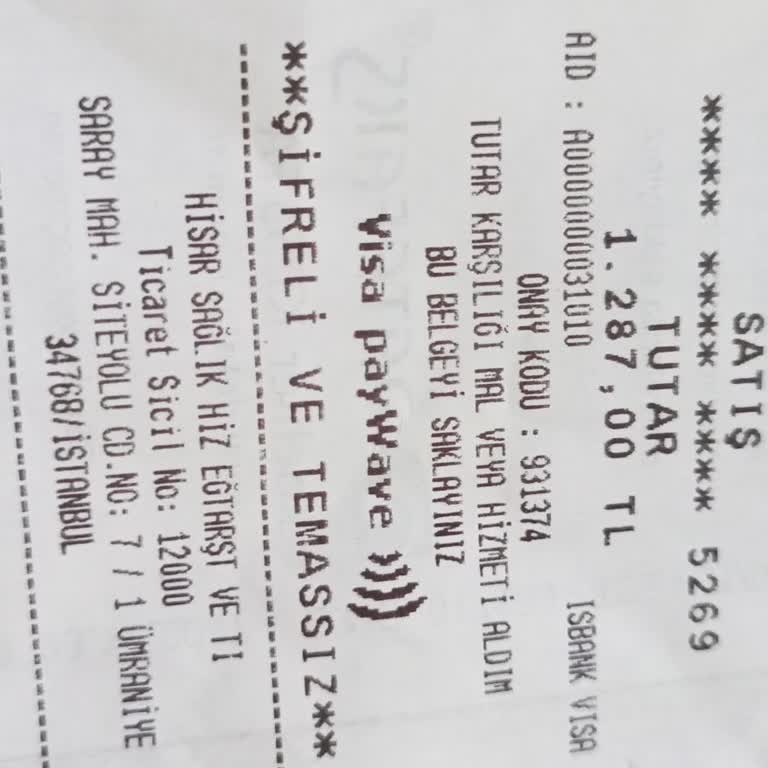 SATIŞ
**** **** **** 5269
TUTAR
1.287,00 TL
AID : A0000000031010 ISBANK VISA
ONAY KODU : 931374
TUTAR KARŞILIĞI MAL VEYA HİZMETİ ALDIM
BU BELGEYİ SAKLAYINIZ
Visa payWave ))))
**ŞİFRELİ VE TEMASSIZ**
HİSAR SAĞLIK HİZ EĞTARŞT VE TI
Ticaret Sicil No: 12000
SARAY MAH. SİTEYOLU CD.NO: 7 / 1 ÜMRANİYE
34768/İSTANBUL